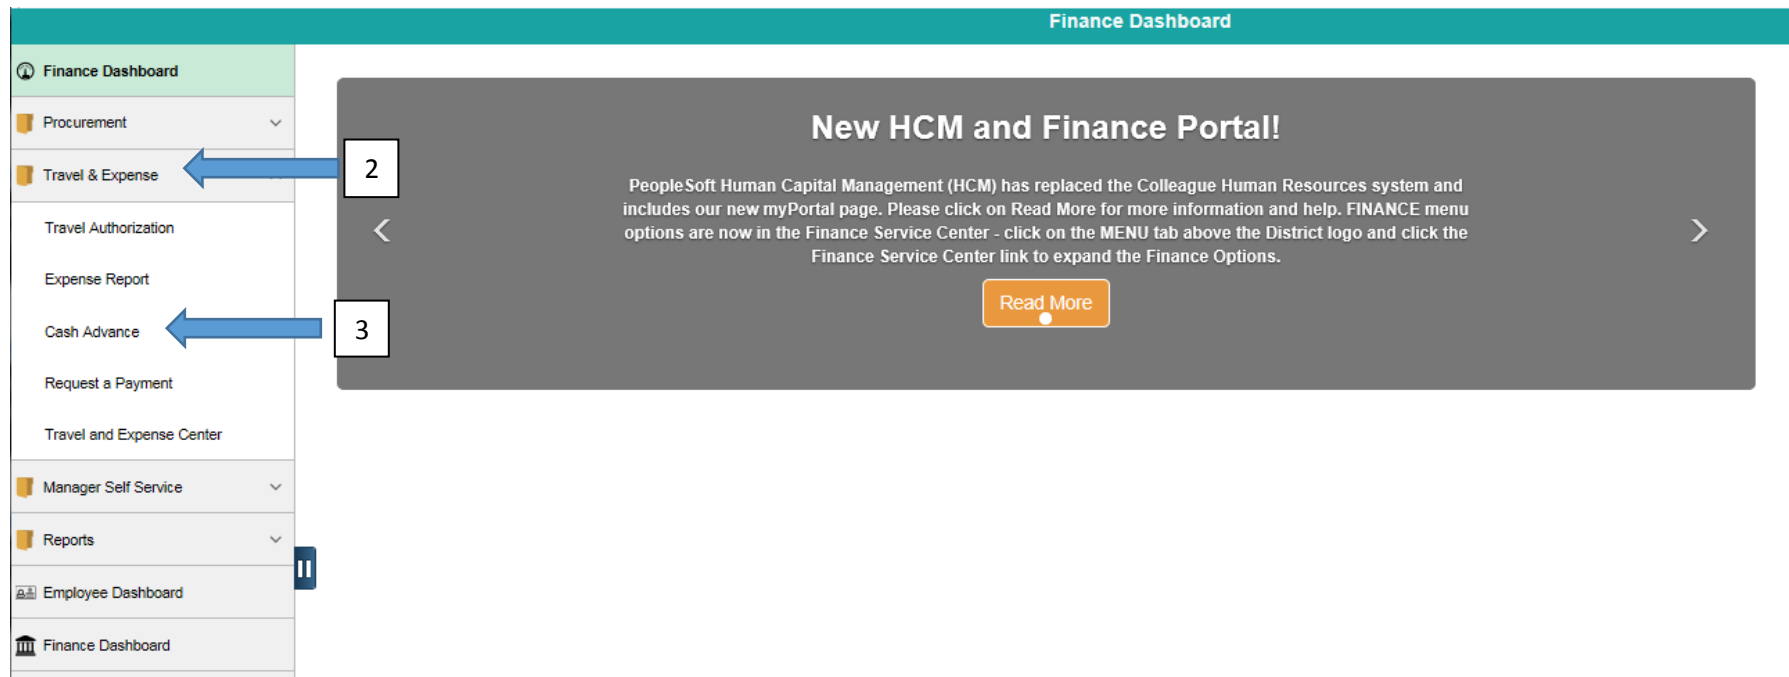 Finance Dashboard
Finance Dashboard
Procurement
Travel & Expense
2
Travel Authorization
Expense Report
Cash Advance
3
Request a Payment
Travel and Expense Center
Manager Self Service
Reports
Employee Dashboard
Finance Dashboard
New HCM and Finance Portal!
PeopleSoft Human Capital Management (HCM) has replaced the Colleague Human Resources system and
includes our new myPortal page. Please click on Read More for more information and help. FINANCE menu
options are now in the Finance Service Center - click on the MENU tab above the District logo and click the
Finance Service Center link to expand the Finance Options.
Read More